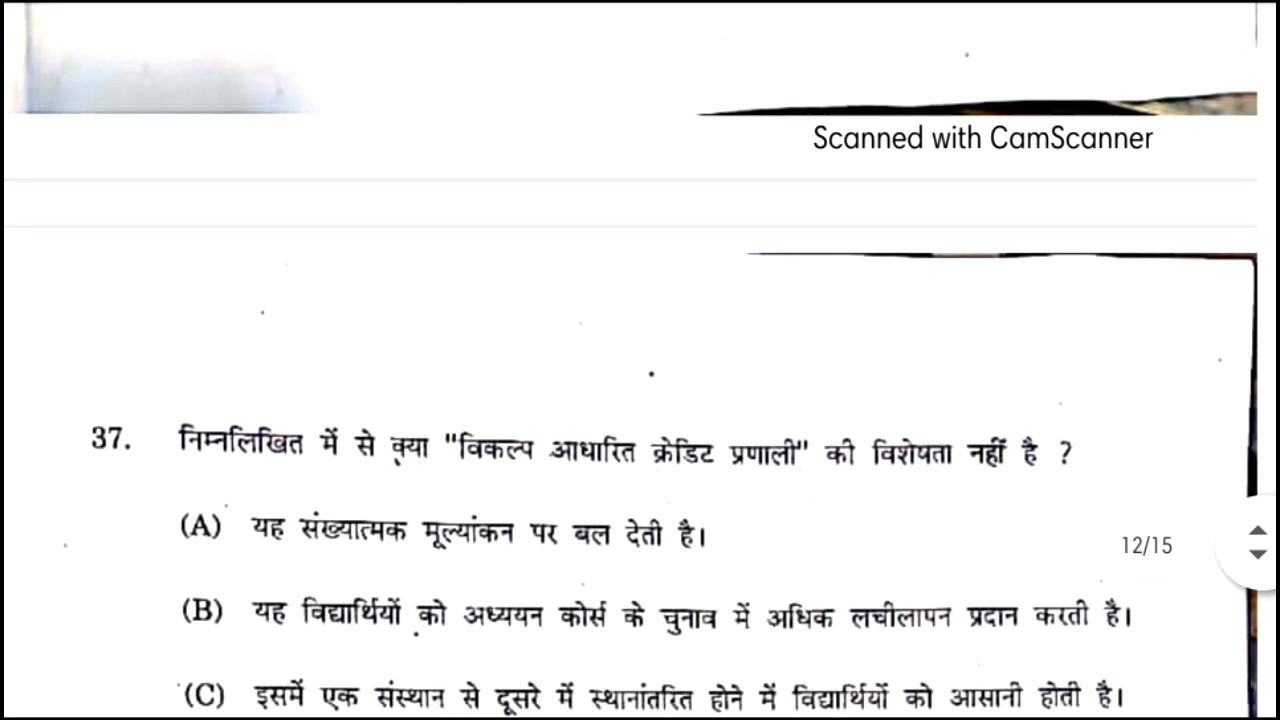 Scanned with CamScanner
37. निम्नलिखित में से क्या "विकल्प आधारित क्रेडिट प्रणाली" की विशेषता नहीं है ?
(A) यह संख्यात्मक मूल्यांकन पर बल देती है।
12/15
(B) यह विद्यार्थियों को अध्ययन कोर्स के चुनाव में अधिक लचीलापन प्रदान करती है।
(C) इसमें एक संस्थान से दूसरे में स्थानांतरित होने में विद्यार्थियों को आसानी होती है।